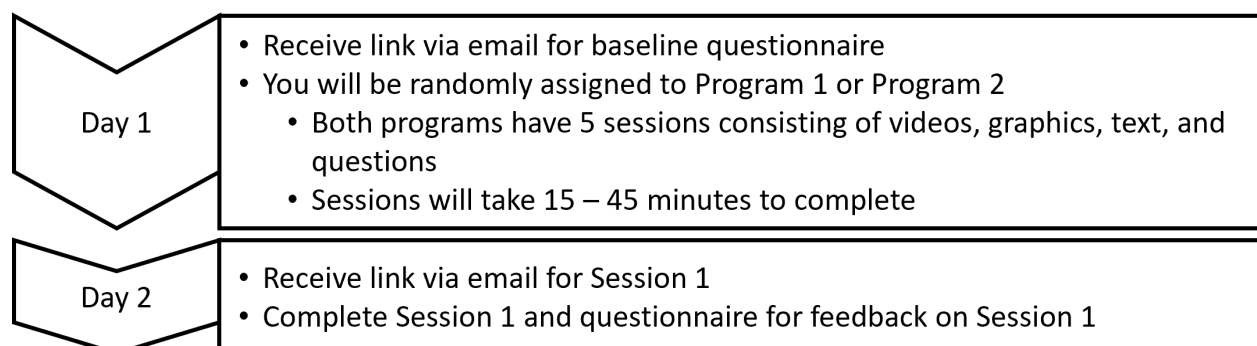 Day 1
• Receive link via email for baseline questionnaire
• You will be randomly assigned to Program 1 or Program 2
• Both programs have 5 sessions consisting of videos, graphics, text, and
questions
• Sessions will take 15 – 45 minutes to complete
Day 2
• Receive link via email for Session 1
• Complete Session 1 and questionnaire for feedback on Session 1